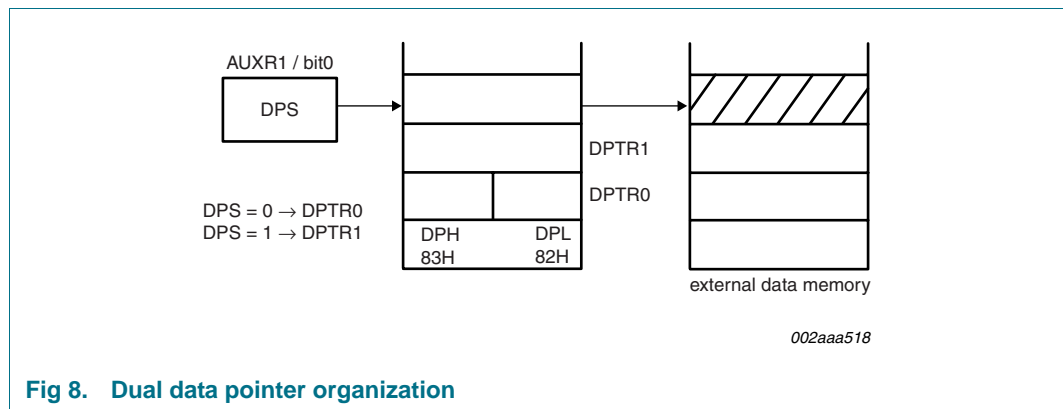 AUXR1 / bit0
DPS
DPTR1
DPTR0
DPS = 0 → DPTR0
DPS = 1 → DPTR1
DPH DPL
83H 82H
external data memory
002aaa518
Fig 8. Dual data pointer organization